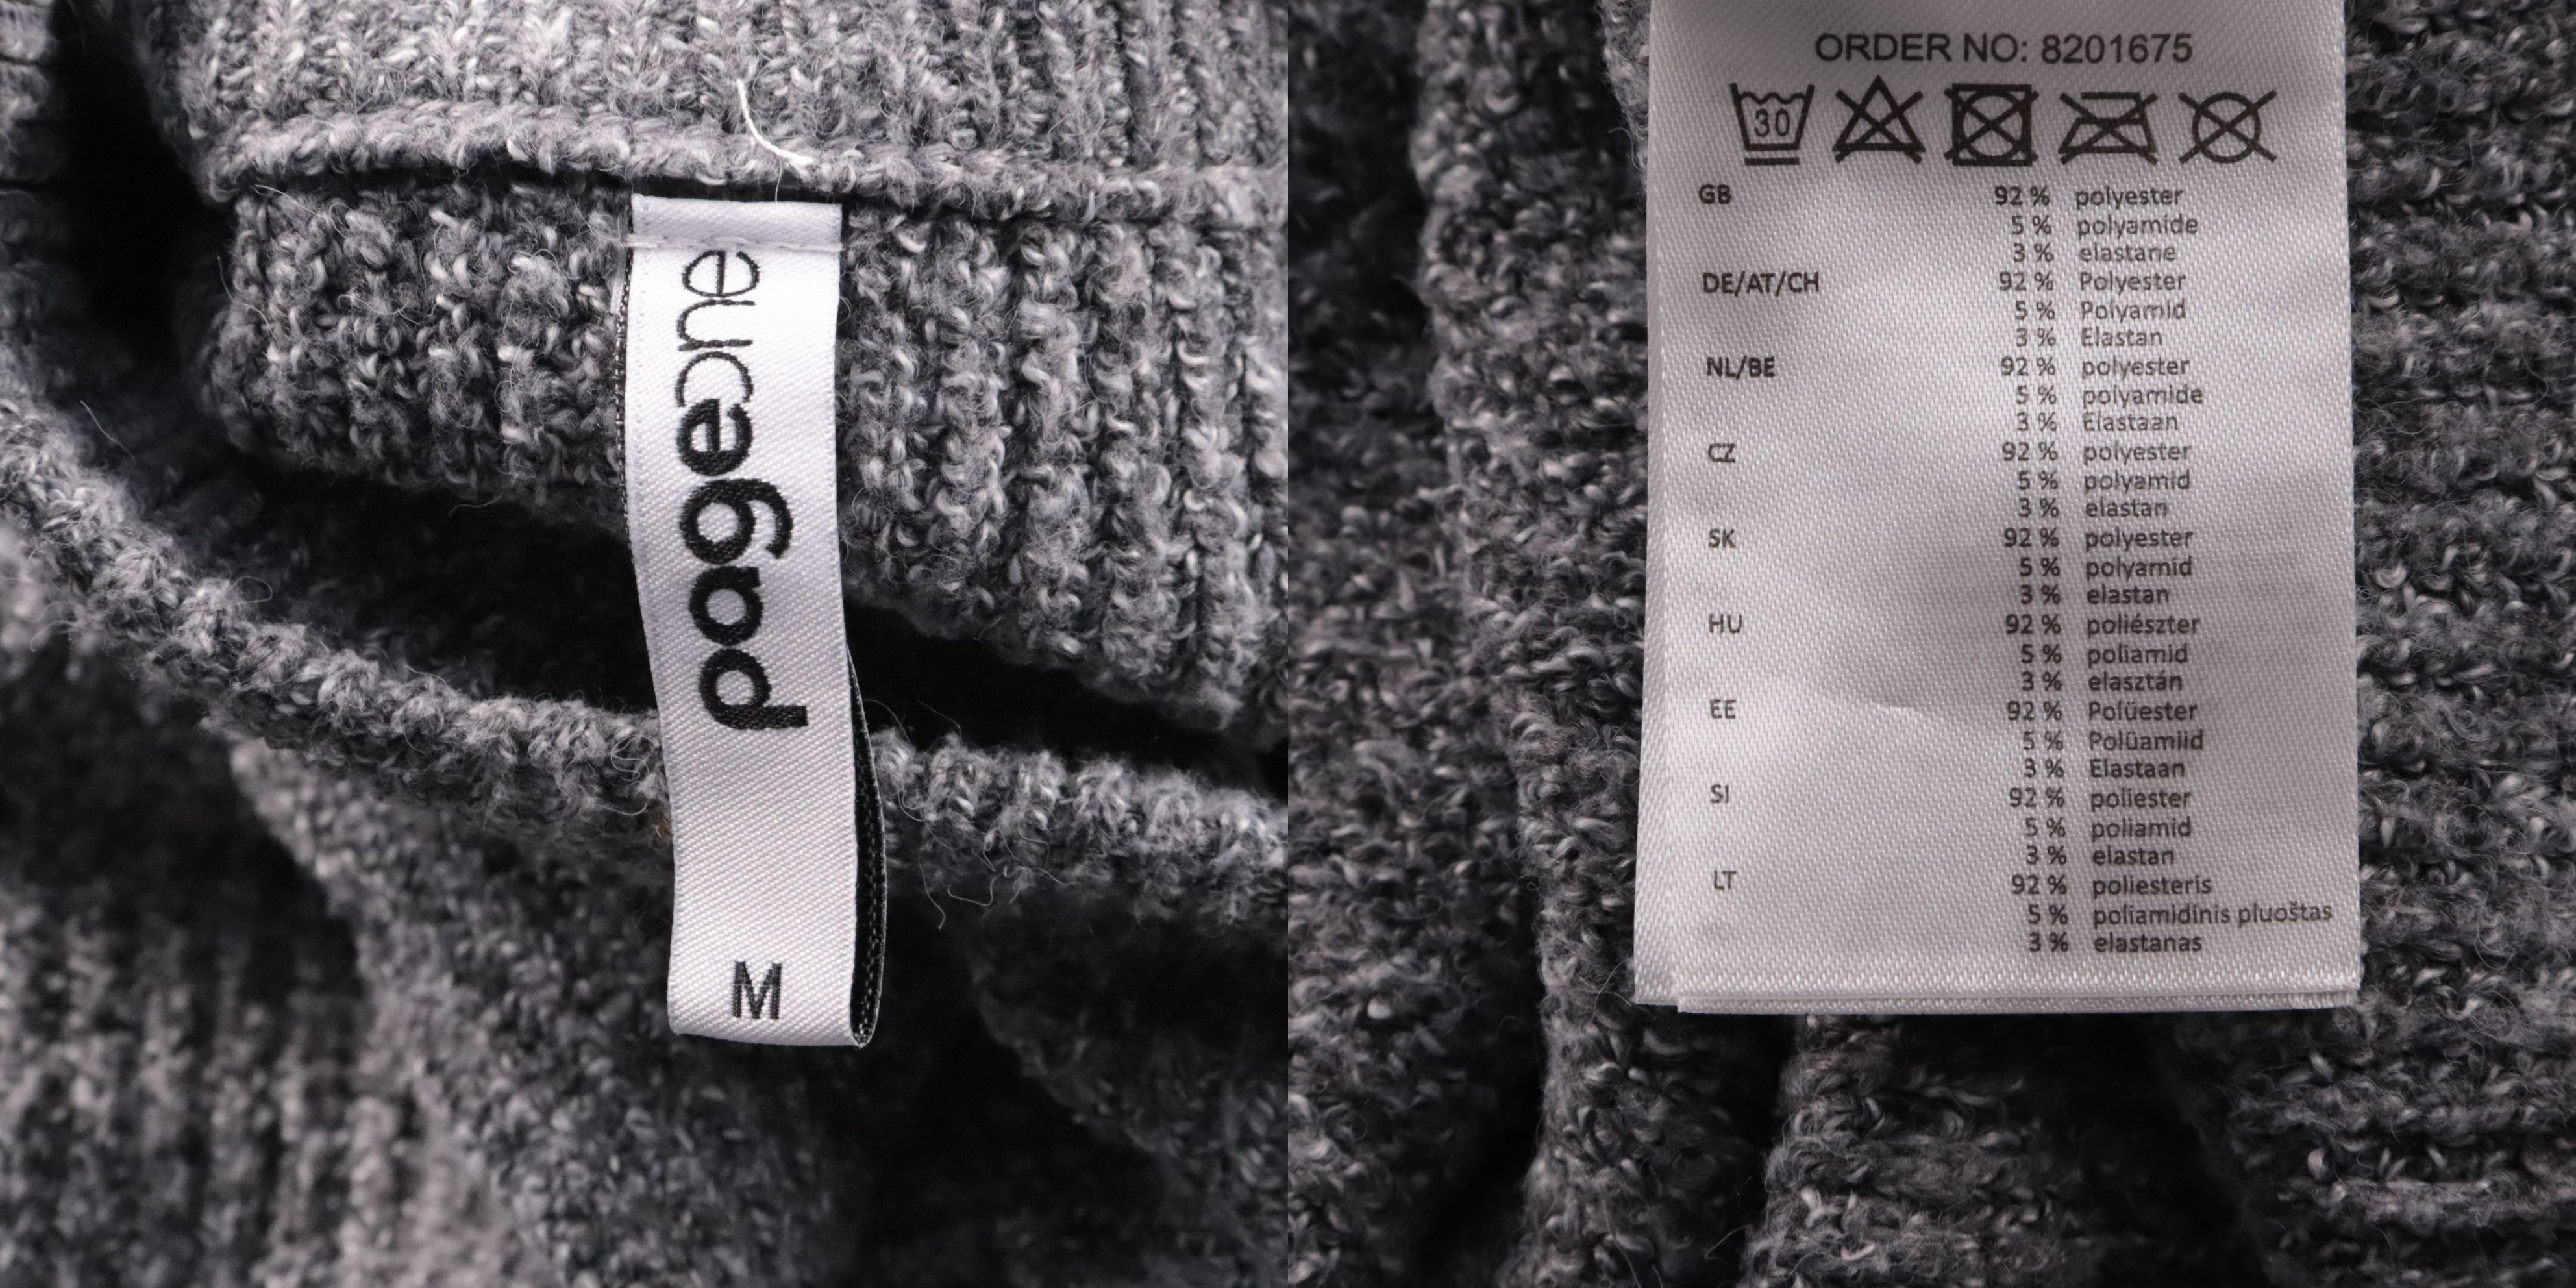 pageone
M
ORDER NO: 8201675
30
GB 92 % polyester
5 % polyamide
3 % elastane
DE/AT/CH 92 % Polyester
5 % Polyamid
3 % Elastan
NL/BE 92 % polyester
5 % polyamide
3 % Elastaan
CZ 92 % polyester
5 % polyamid
3 % elastan
SK 92 % polyester
5 % polyamid
3 % elastan
HU 92 % poliészter
5 % poliamid
3 % elasztán
EE 92 % Polüester
5 % Polüamiid
3 % Elastaan
SI 92 % poliester
5 % poliamid
3 % elastan
LT 92 % poliesteris
5 % poliamidinis pluoštas
3 % elastanas